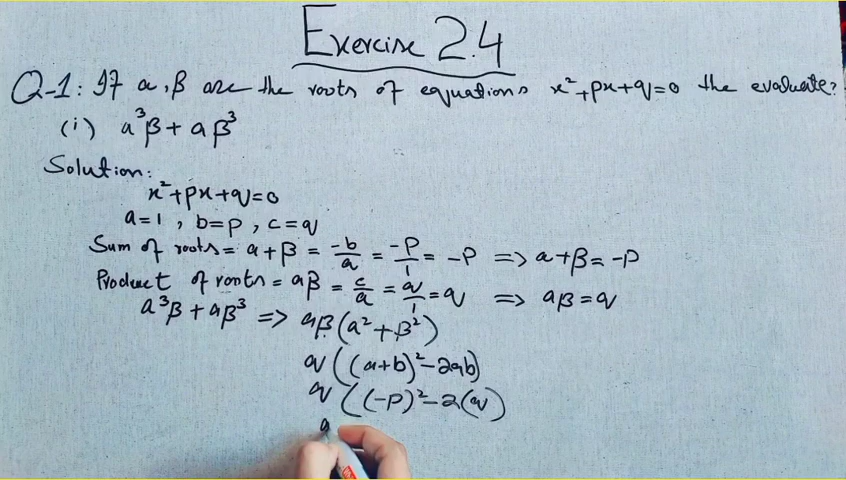 Exercise 2.4
Q-1: If α, β are the roots of equations x²+px+q=0 the evaluate?
(i) α³β + αβ³
Solution:
x²+px+q=0
a=1 , b=p , c=q
Sum of roots = α+β = -b/a = -p/1 = -p => α+β=-p
Product of roots = αβ = c/a = q/1 = q => αβ=q
α³β + αβ³ => αβ(α²+β²)
q((a+b)²-2ab)
q((-p)²-2(q)
q